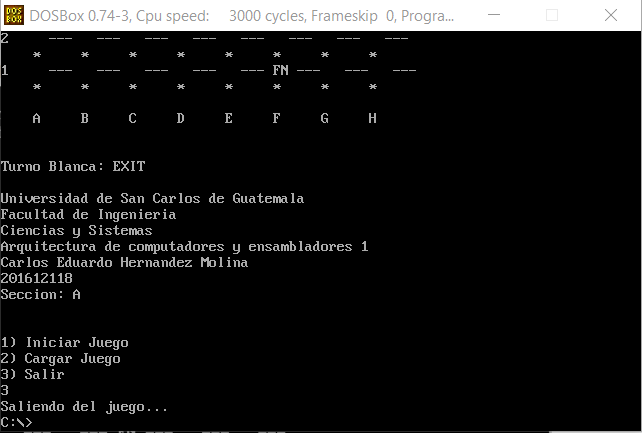 DOSBox 0.74-3, Cpu speed:    3000 cycles, Frameskip  0, Progra...
2     ---   ---   ---   ---   ---   ---   ---   ---
    *     *     *     *     *     *     *     *
1     ---   ---   ---   ---   --- FN ---   ---   ---
    *     *     *     *     *     *     *     *
    A     B     C     D     E     F     G     H
Turno Blanca: EXIT
Universidad de San Carlos de Guatemala
Facultad de Ingenieria
Ciencias y Sistemas
Arquitectura de computadores y ensambladores 1
Carlos Eduardo Hernandez Molina
201612118
Seccion: A
1) Iniciar Juego
2) Cargar Juego
3) Salir
3
Saliendo del juego...
C:\>